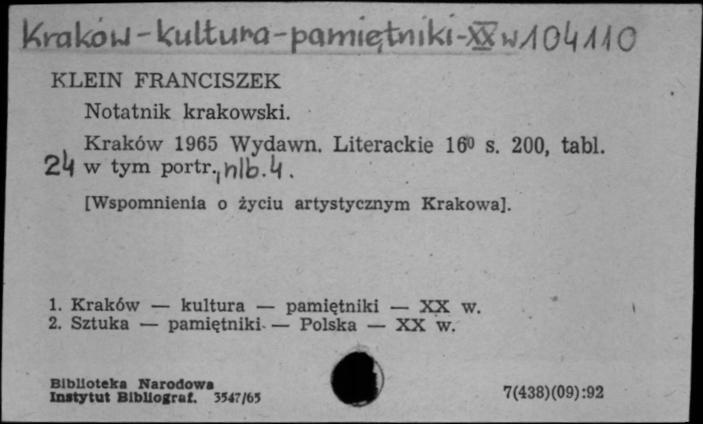 Kraków-kultura-pamiętniki-XX w 104110
KLEIN FRANCISZEK
Notatnik krakowski.
Kraków 1965 Wydawn. Literackie 16⁰ s. 200, tabl.
24 w tym portr., nlb. 4.
[Wspomnienia o życiu artystycznym Krakowa].
1. Kraków — kultura — pamiętniki — XX w.
2. Sztuka — pamiętniki — Polska — XX w.
Biblioteka Narodowa
Instytut Bibliograf. 3547/65
7(438)(09):92